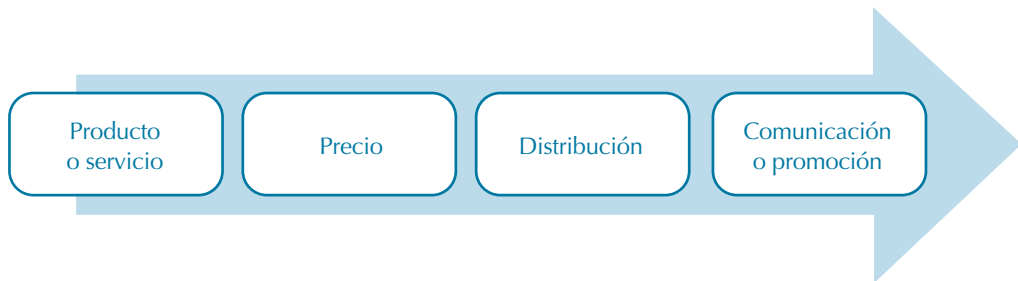 Producto
o servicio
Precio
Distribución
Comunicación
o promoción